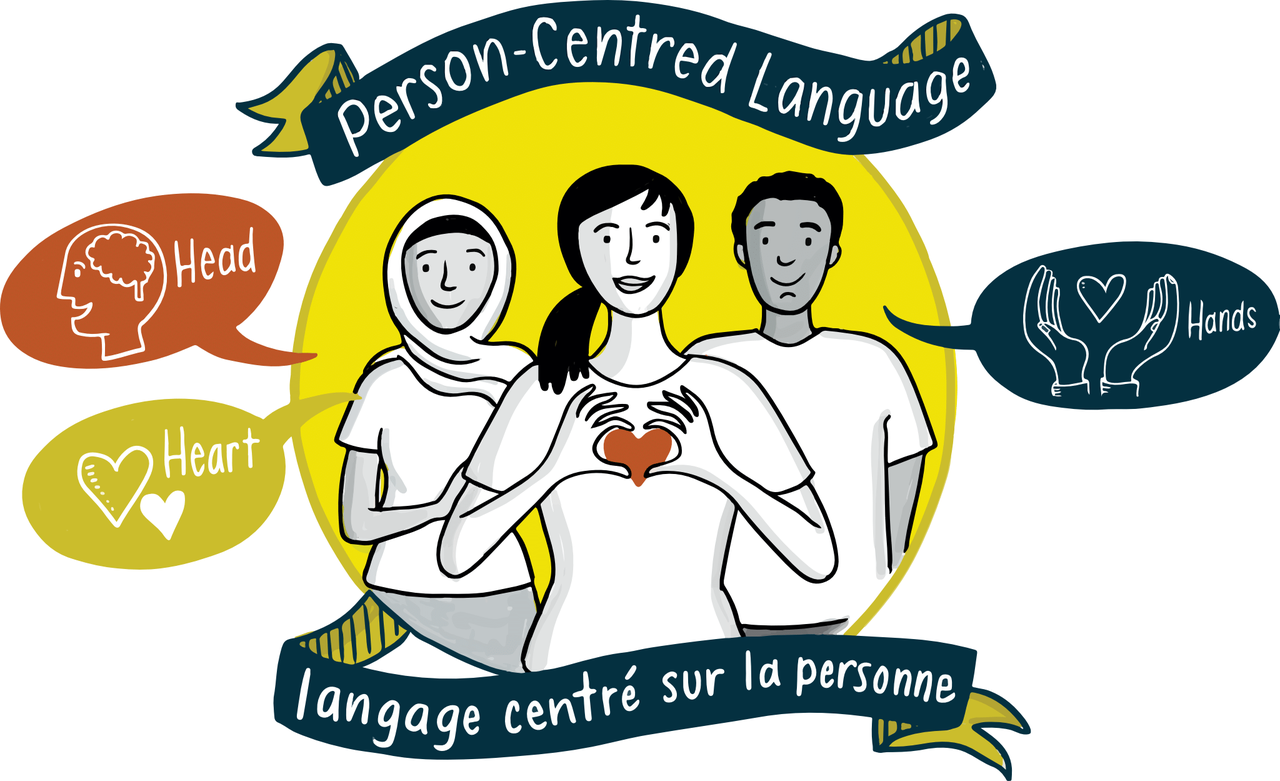 Person-Centred Language
Head
Heart
Hands
langage centré sur la personne